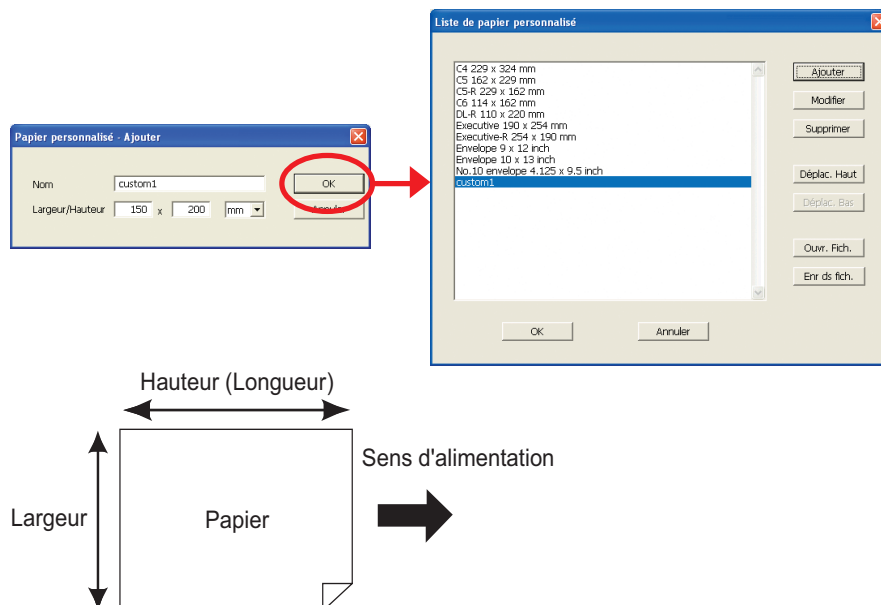 Liste de papier personnalisé
C4 229 x 324 mm
C5 162 x 229 mm
C5-R 229 x 162 mm
C6 114 x 162 mm
DL-R 110 x 220 mm
Executive 190 x 254 mm
Executive-R 254 x 190 mm
Envelope 9 x 12 inch
Envelope 10 x 13 inch
No.10 envelope 4.125 x 9.5 inch
custom1
Ajouter
Modifier
Supprimer
Déplac. Haut
Déplac. Bas
Ouvr. Fich.
Enr ds fich.
OK Annuler
Papier personnalisé - Ajouter
Nom custom1 OK
Largeur/Hauteur 150 x 200 mm Annuler
Hauteur (Longueur)
Sens d'alimentation
Largeur Papier